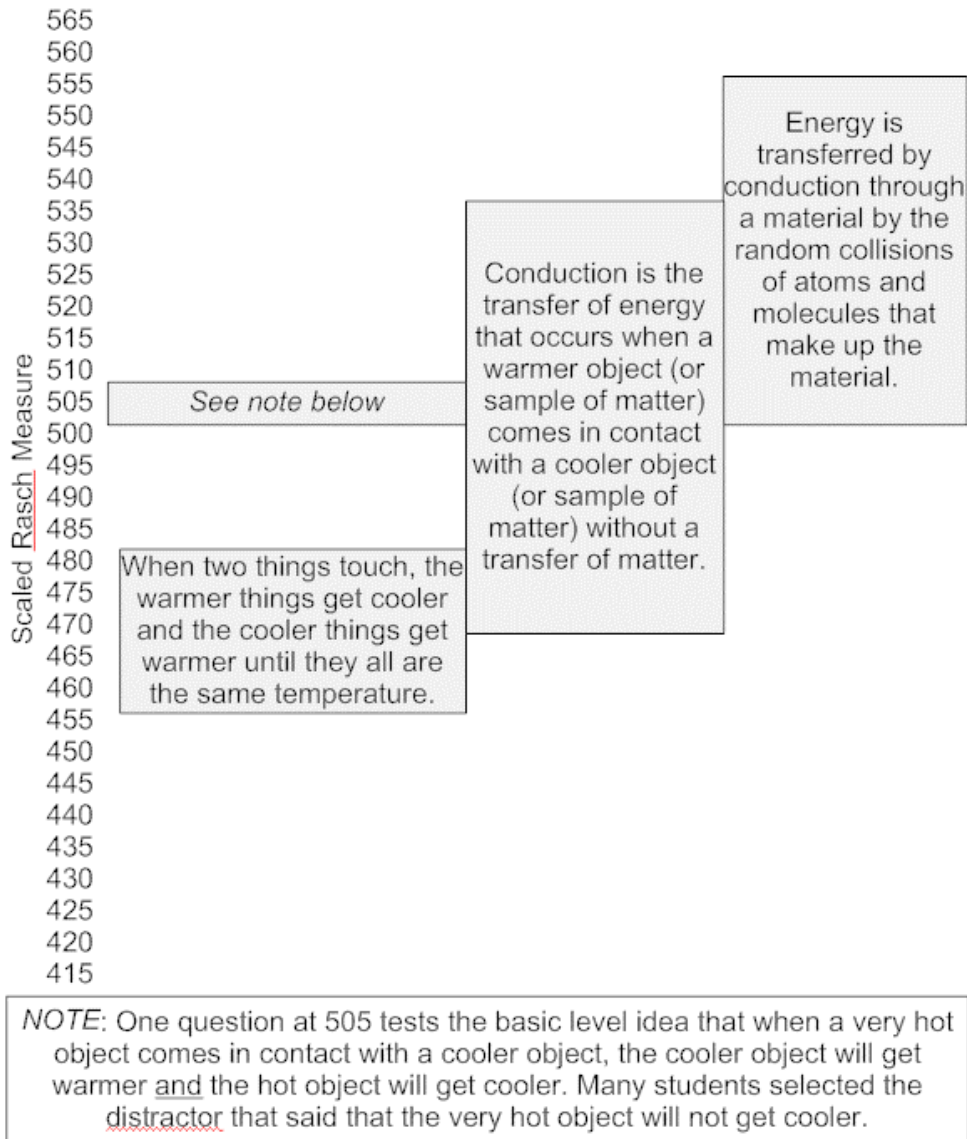 565
560
555
550
545
540
535
530
525
520
515
510
505
500
495
490
485
480
475
470
465
460
455
450
445
440
435
430
425
420
415
Scaled Rasch Measure
See note below
When two things touch, the
warmer things get cooler
and the cooler things get
warmer until they all are
the same temperature.
Conduction is the
transfer of energy
that occurs when a
warmer object (or
sample of matter)
comes in contact
with a cooler object
(or sample of
matter) without a
transfer of matter.
Energy is
transferred by
conduction through
a material by the
random collisions
of atoms and
molecules that
make up the
material.
NOTE: One question at 505 tests the basic level idea that when a very hot
object comes in contact with a cooler object, the cooler object will get
warmer and the hot object will get cooler. Many students selected the
distractor that said that the very hot object will not get cooler.